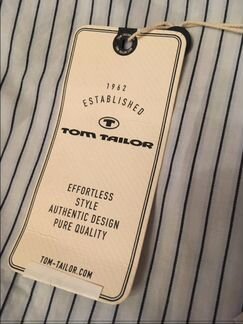 1962
ESTABLISHED
T
TOM TAILOR
EFFORTLESS
STYLE
AUTHENTIC DESIGN
PURE QUALITY
TOM-TAILOR.COM